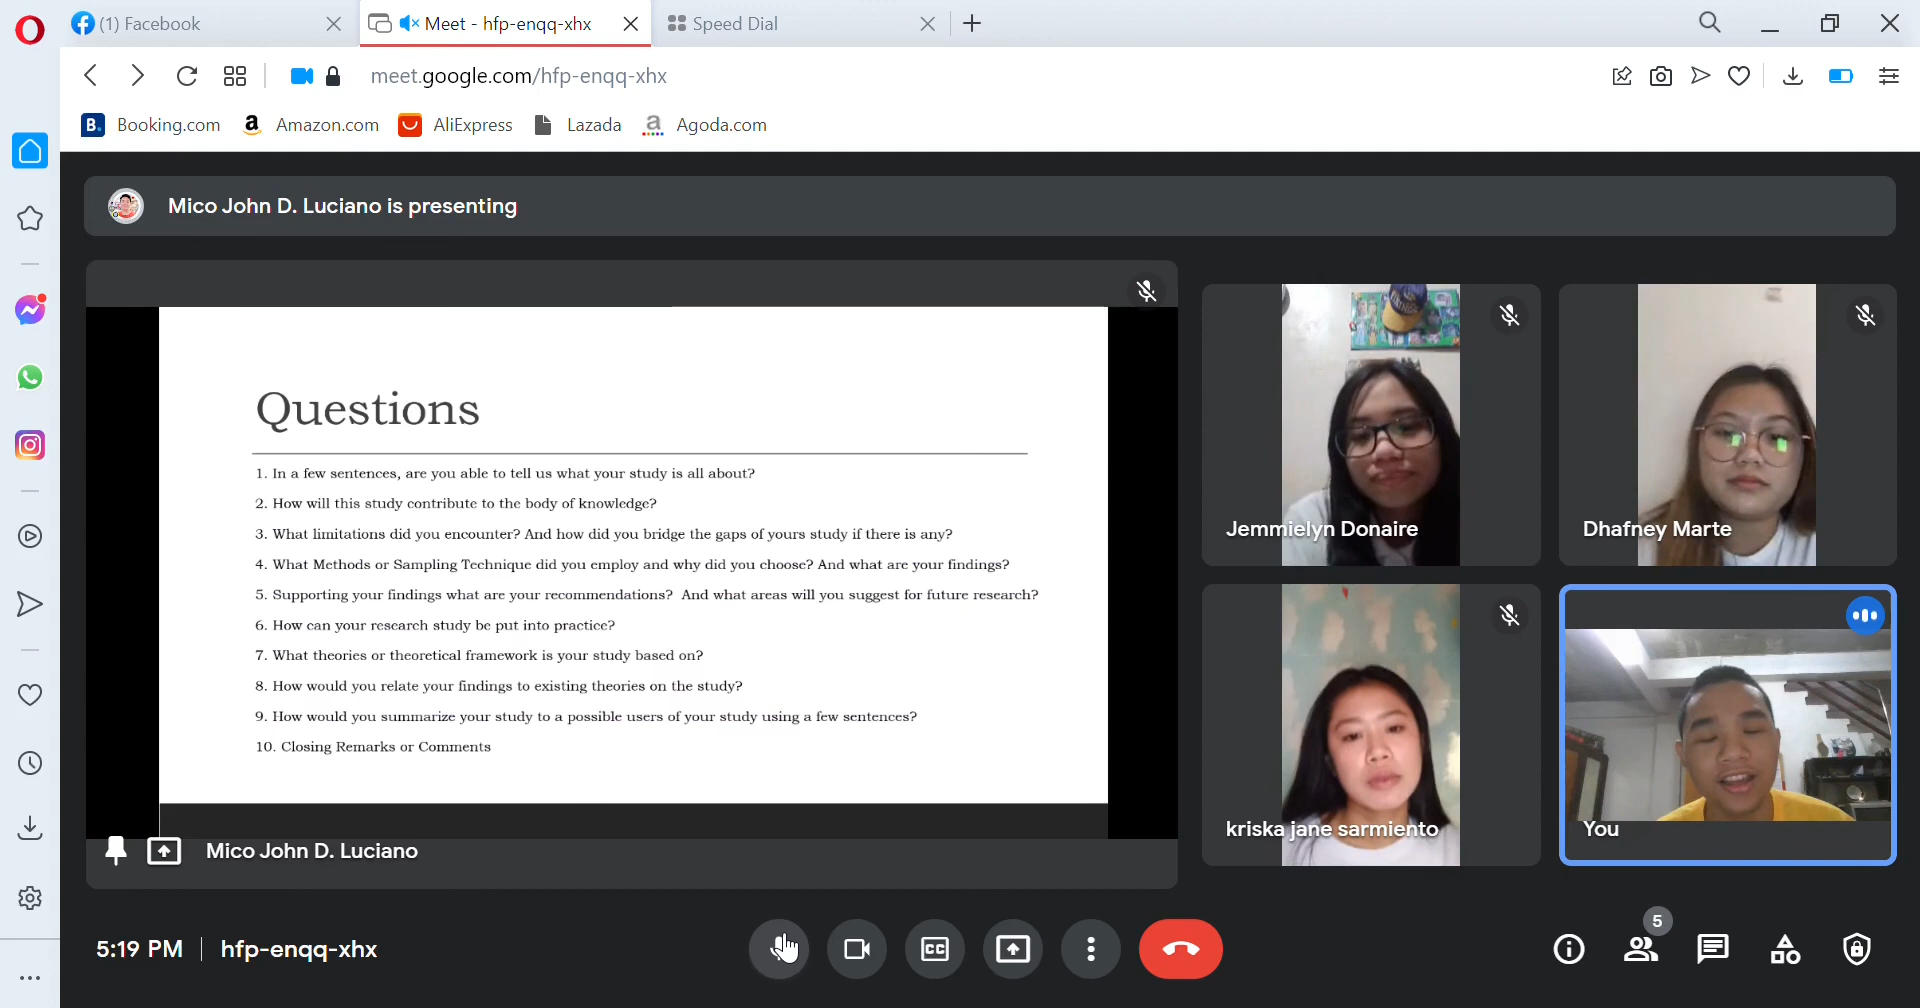 (1) Facebook
Meet - hfp-enqq-xhx
Speed Dial
meet.google.com/hfp-enqq-xhx
B. Booking.com
a Amazon.com
AliExpress
Lazada
a Agoda.com
Mico John D. Luciano is presenting
Questions
1. In a few sentences, are you able to tell us what your study is all about?
2. How will this study contribute to the body of knowledge?
3. What limitations did you encounter? And how did you bridge the gaps of yours study if there is any?
4. What Methods or Sampling Technique did you employ and why did you choose? And what are your findings?
5. Supporting your findings what are your recommendations?  And what areas will you suggest for future research?
6. How can your research study be put into practice?
7. What theories or theoretical framework is your study based on?
8. How would you relate your findings to existing theories on the study?
9. How would you summarize your study to a possible users of your study using a few sentences?
10. Closing Remarks or Comments
Mico John D. Luciano
Jemmielyn Donaire
Dhafney Marte
kriska jane sarmiento
You
5:19 PM
hfp-enqq-xhx
CC
5